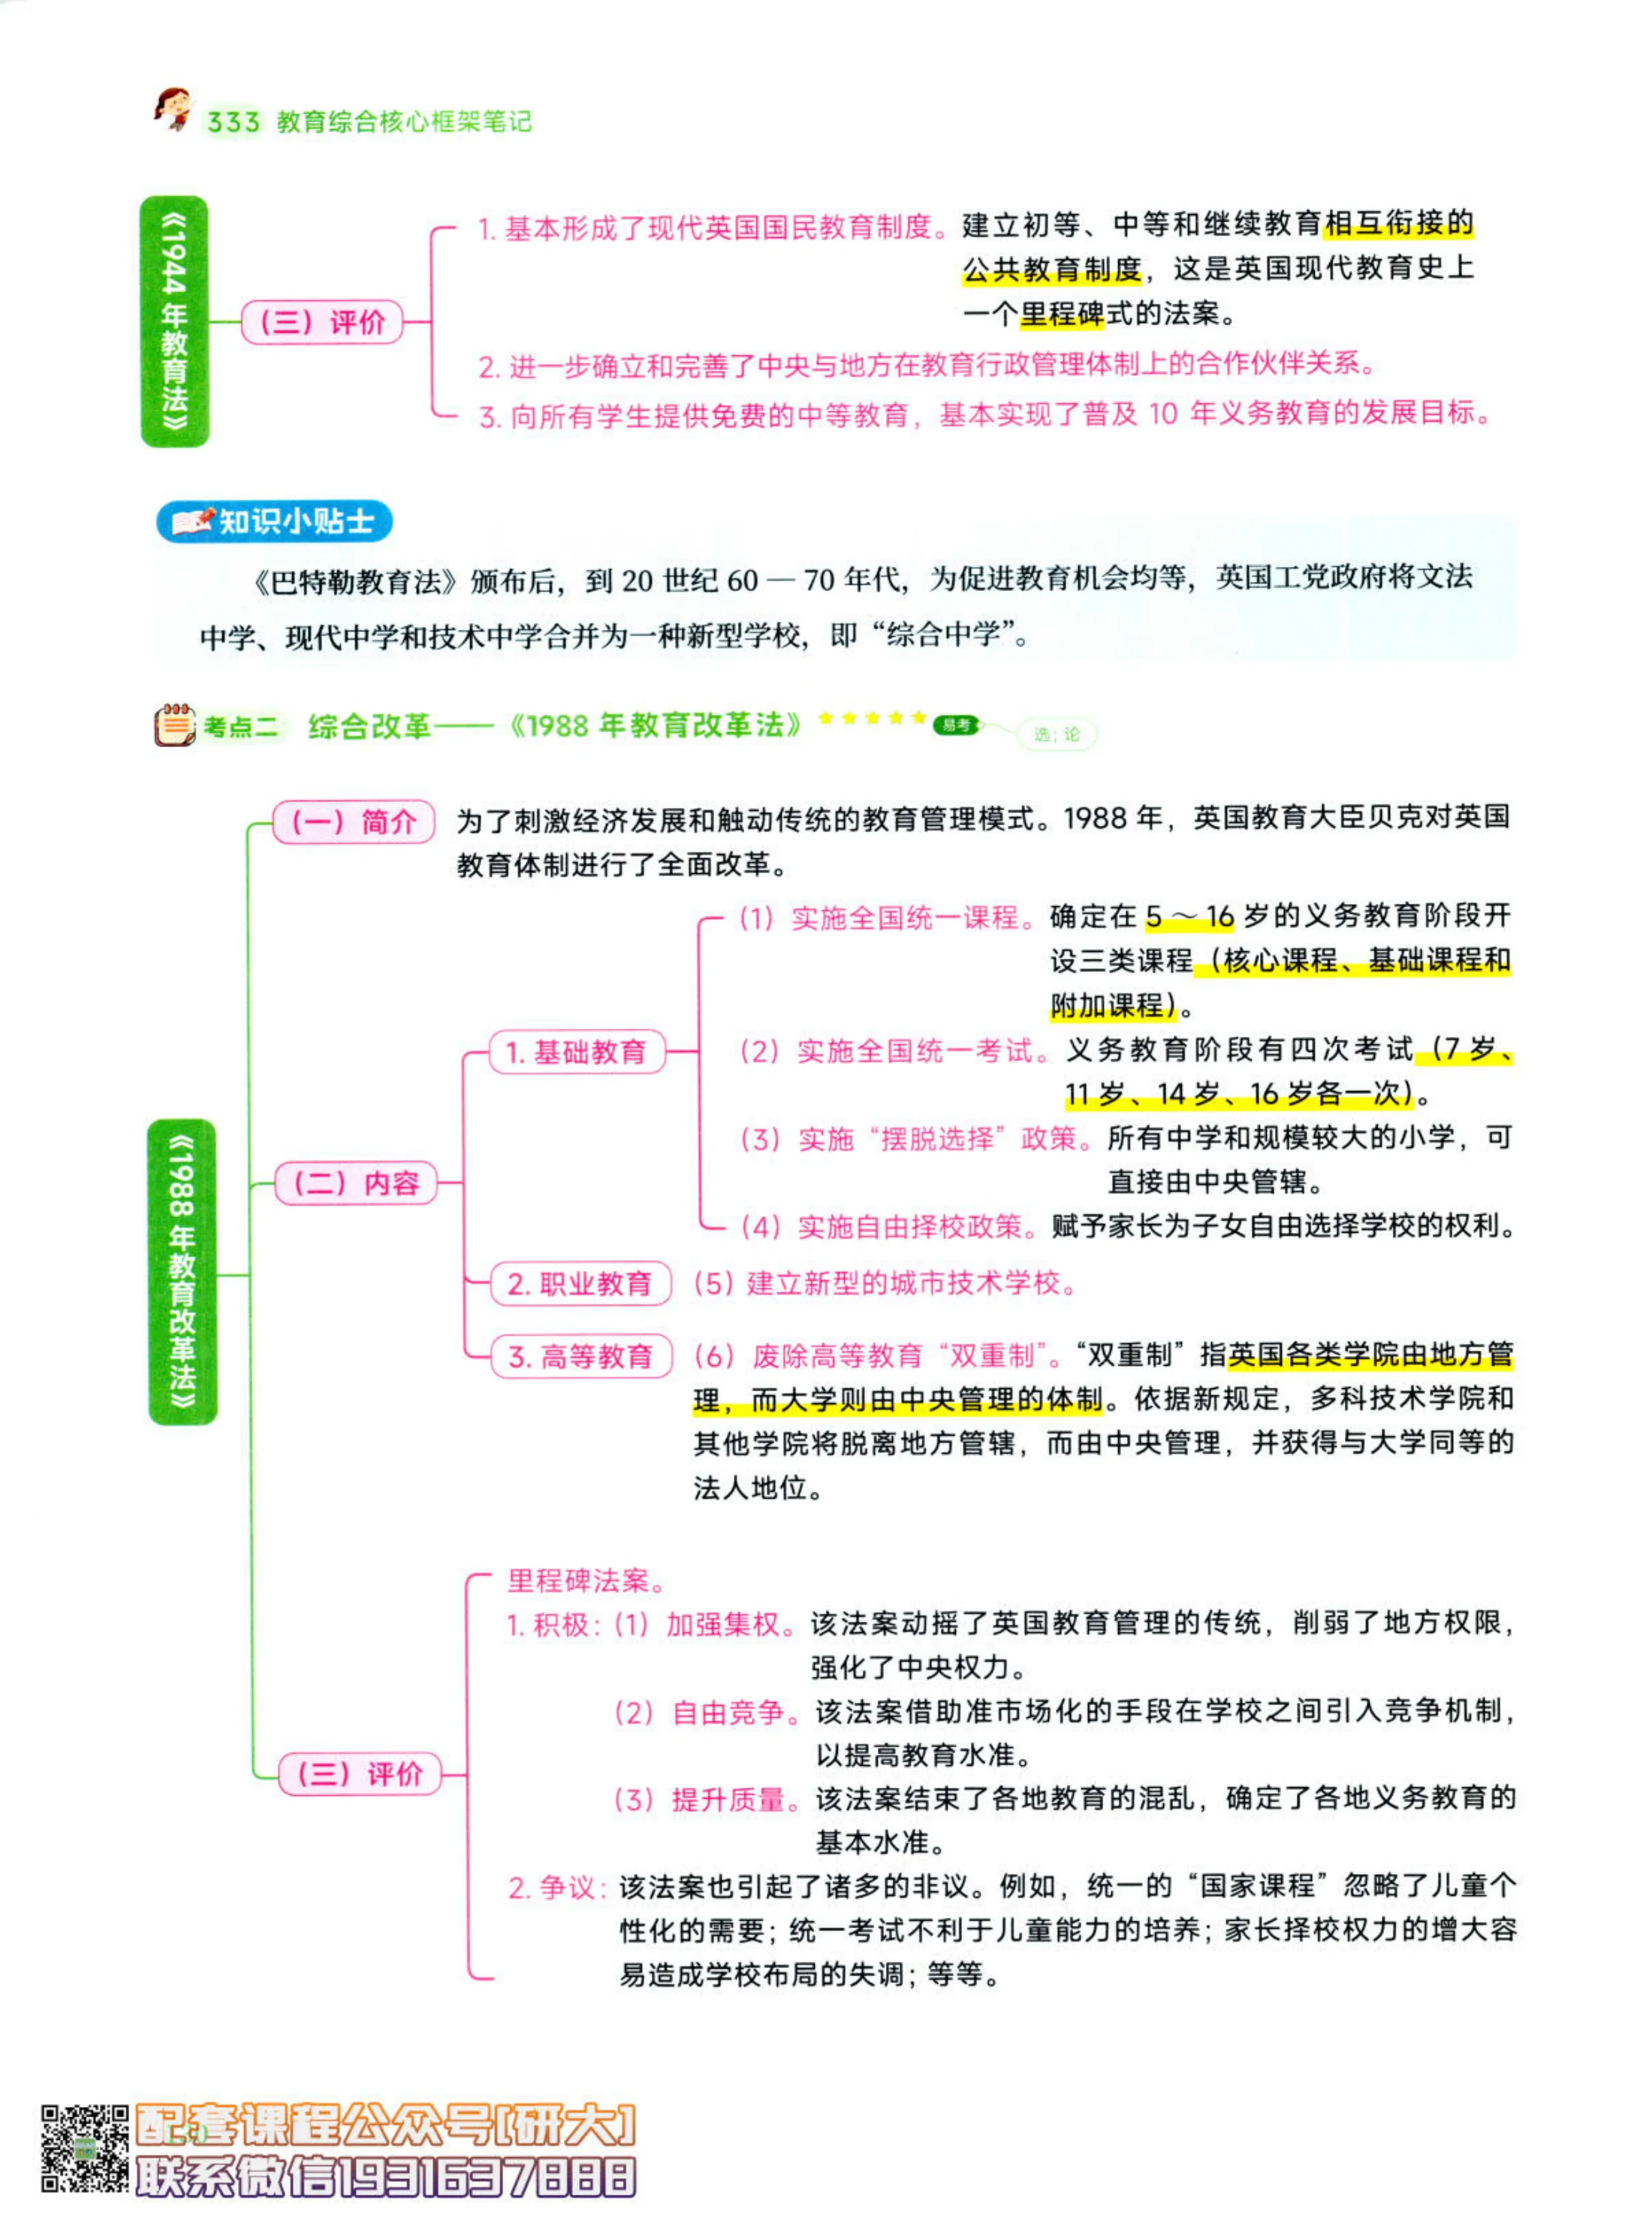 333 教育综合核心框架笔记
《1944 年教育法》
(三) 评价
1. 基本形成了现代英国国民教育制度。建立初等、中等和继续教育相互衔接的
公共教育制度，这是英国现代教育史上
一个里程碑式的法案。
2. 进一步确立和完善了中央与地方在教育行政管理体制上的合作伙伴关系。
3. 向所有学生提供免费的中等教育，基本实现了普及 10 年义务教育的发展目标。
知识小贴士
《巴特勒教育法》颁布后，到 20 世纪 60 — 70 年代，为促进教育机会均等，英国工党政府将文法
中学、现代中学和技术中学合并为一种新型学校，即“综合中学”。
考点二 综合改革——《1988 年教育改革法》 易考 选；论
《1988 年教育改革法》
(一) 简介 为了刺激经济发展和触动传统的教育管理模式。1988 年，英国教育大臣贝克对英国
教育体制进行了全面改革。
(二) 内容
1. 基础教育
(1) 实施全国统一课程。确定在 5 ~ 16 岁的义务教育阶段开
设三类课程（核心课程、基础课程和
附加课程）。
(2) 实施全国统一考试。义务教育阶段有四次考试（7 岁、
11 岁、14 岁、16 岁各一次）。
(3) 实施“摆脱选择”政策。所有中学和规模较大的小学，可
直接由中央管辖。
(4) 实施自由择校政策。赋予家长为子女自由选择学校的权利。
2. 职业教育 (5) 建立新型的城市技术学校。
3. 高等教育 (6) 废除高等教育“双重制”。“双重制”指英国各类学院由地方管
理，而大学则由中央管理的体制。依据新规定，多科技术学院和
其他学院将脱离地方管辖，而由中央管理，并获得与大学同等的
法人地位。
(三) 评价
里程碑法案。
1. 积极：(1) 加强集权。该法案动摇了英国教育管理的传统，削弱了地方权限，
强化了中央权力。
(2) 自由竞争。该法案借助准市场化的手段在学校之间引入竞争机制，
以提高教育水准。
(3) 提升质量。该法案结束了各地教育的混乱，确定了各地义务教育的
基本水准。
2. 争议：该法案也引起了诸多的非议。例如，统一的“国家课程”忽略了儿童个
性化的需要；统一考试不利于儿童能力的培养；家长择校权力的增大容
易造成学校布局的失调；等等。
配套课程公众号[研大]
联系微信1931637888